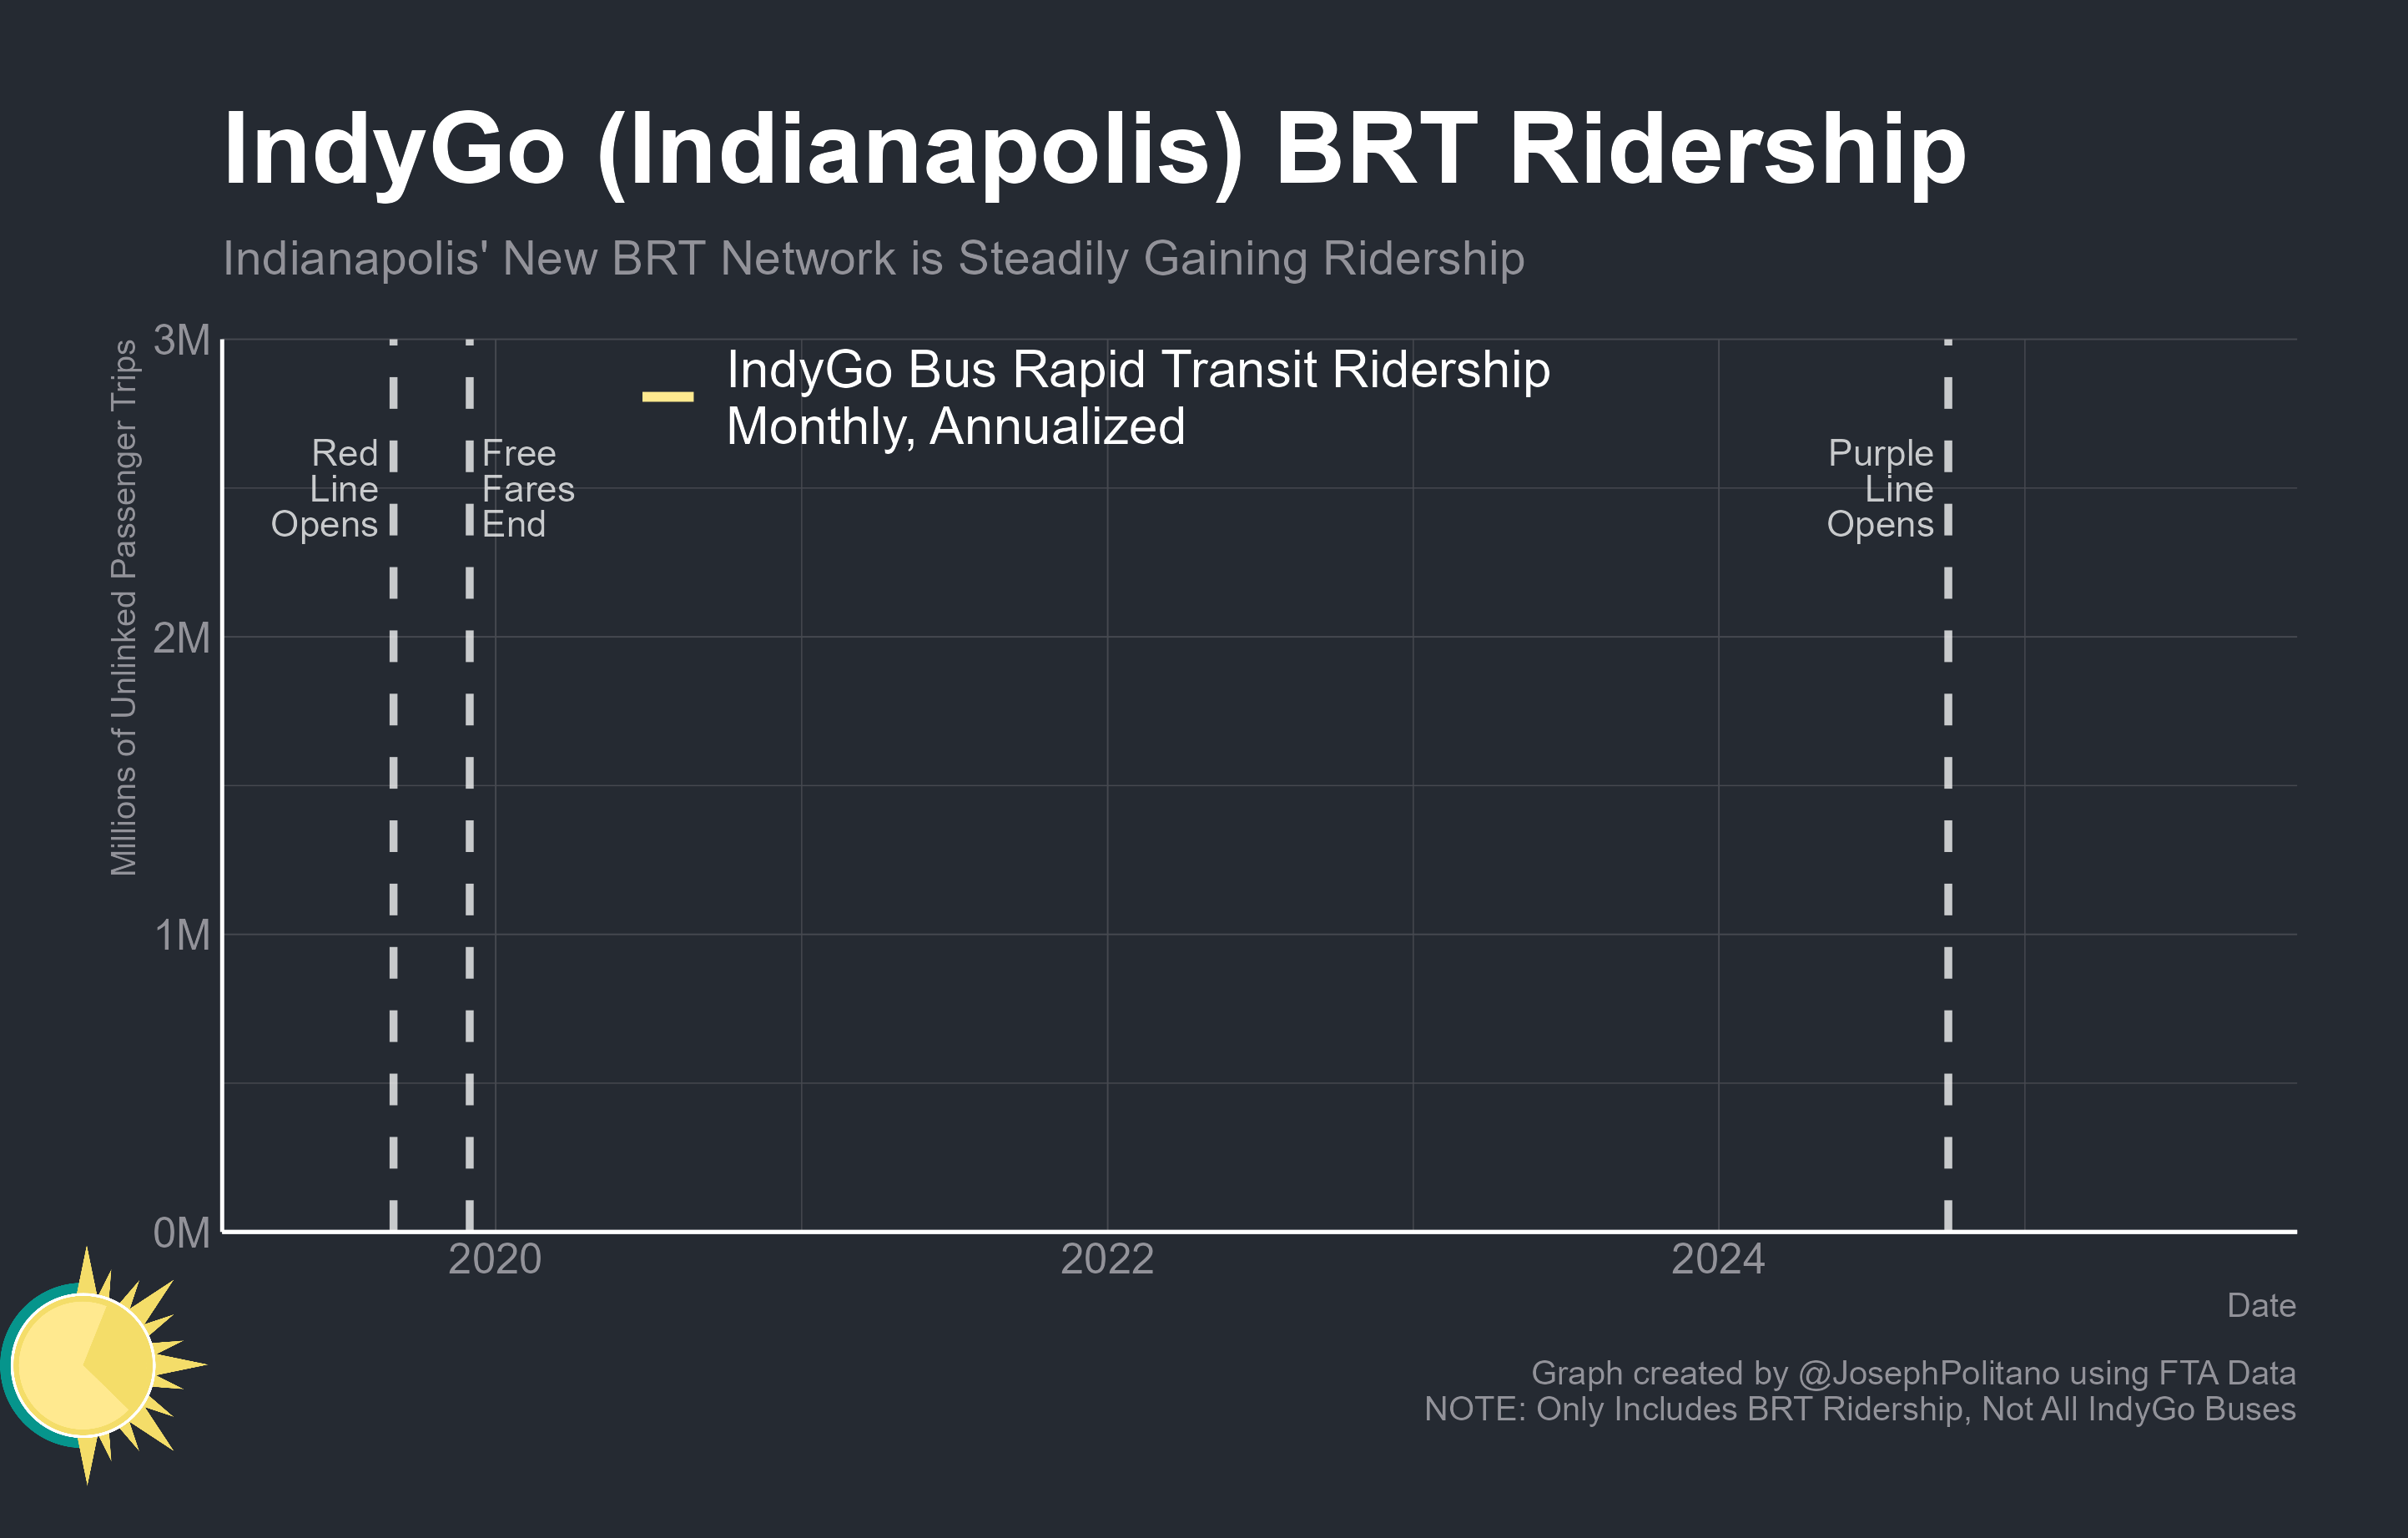 IndyGo (Indianapolis) BRT Ridership
Indianapolis' New BRT Network is Steadily Gaining Ridership
Millions of Unlinked Passenger Trips
3M
2M
1M
0M
IndyGo Bus Rapid Transit Ridership
Monthly, Annualized
Red
Line
Opens
Free
Fares
End
Purple
Line
Opens
2020
2022
2024
Date
Graph created by @JosephPolitano using FTA Data
NOTE: Only Includes BRT Ridership, Not All IndyGo Buses